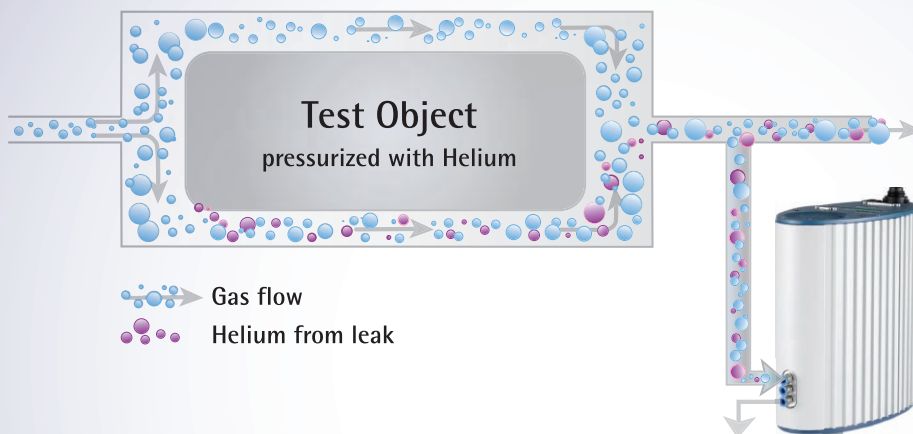 Test Object
pressurized with Helium
Gas flow
Helium from leak